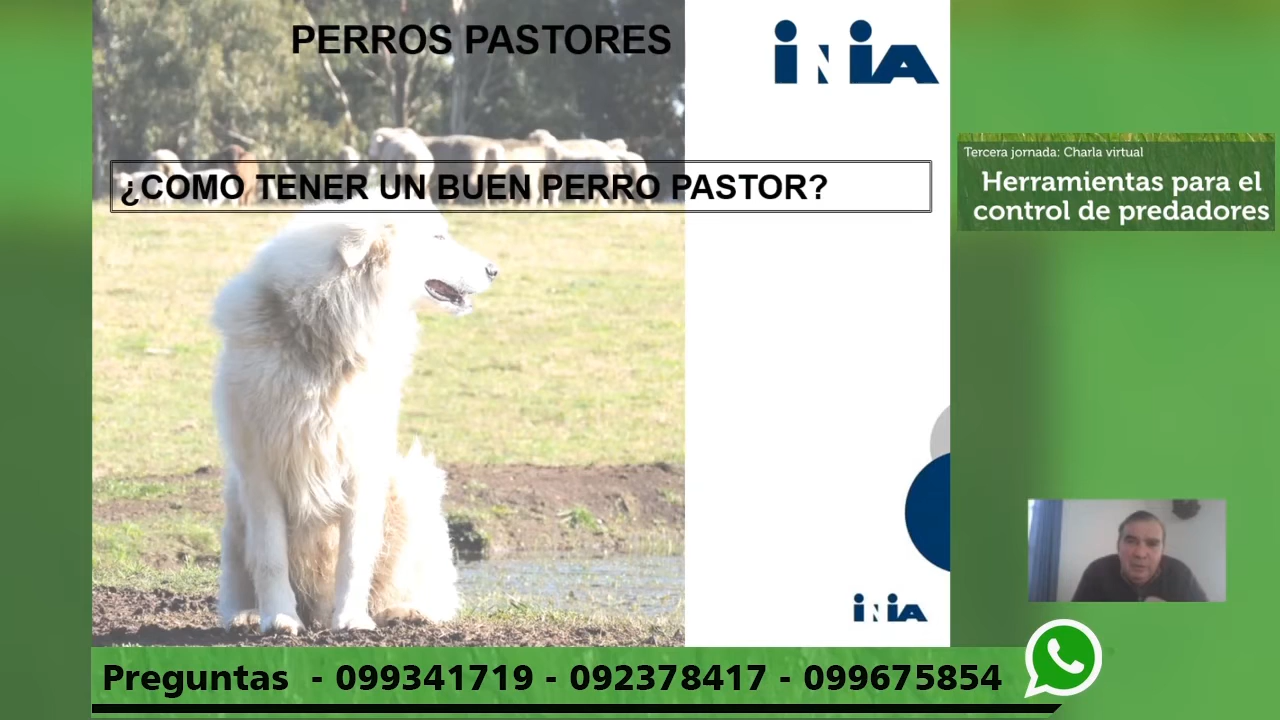 PERROS PASTORES
INIA
¿COMO TENER UN BUEN PERRO PASTOR?
Tercera jornada: Charla virtual
Herramientas para el
control de predadores
INIA
Preguntas - 099341719 - 092378417 - 099675854